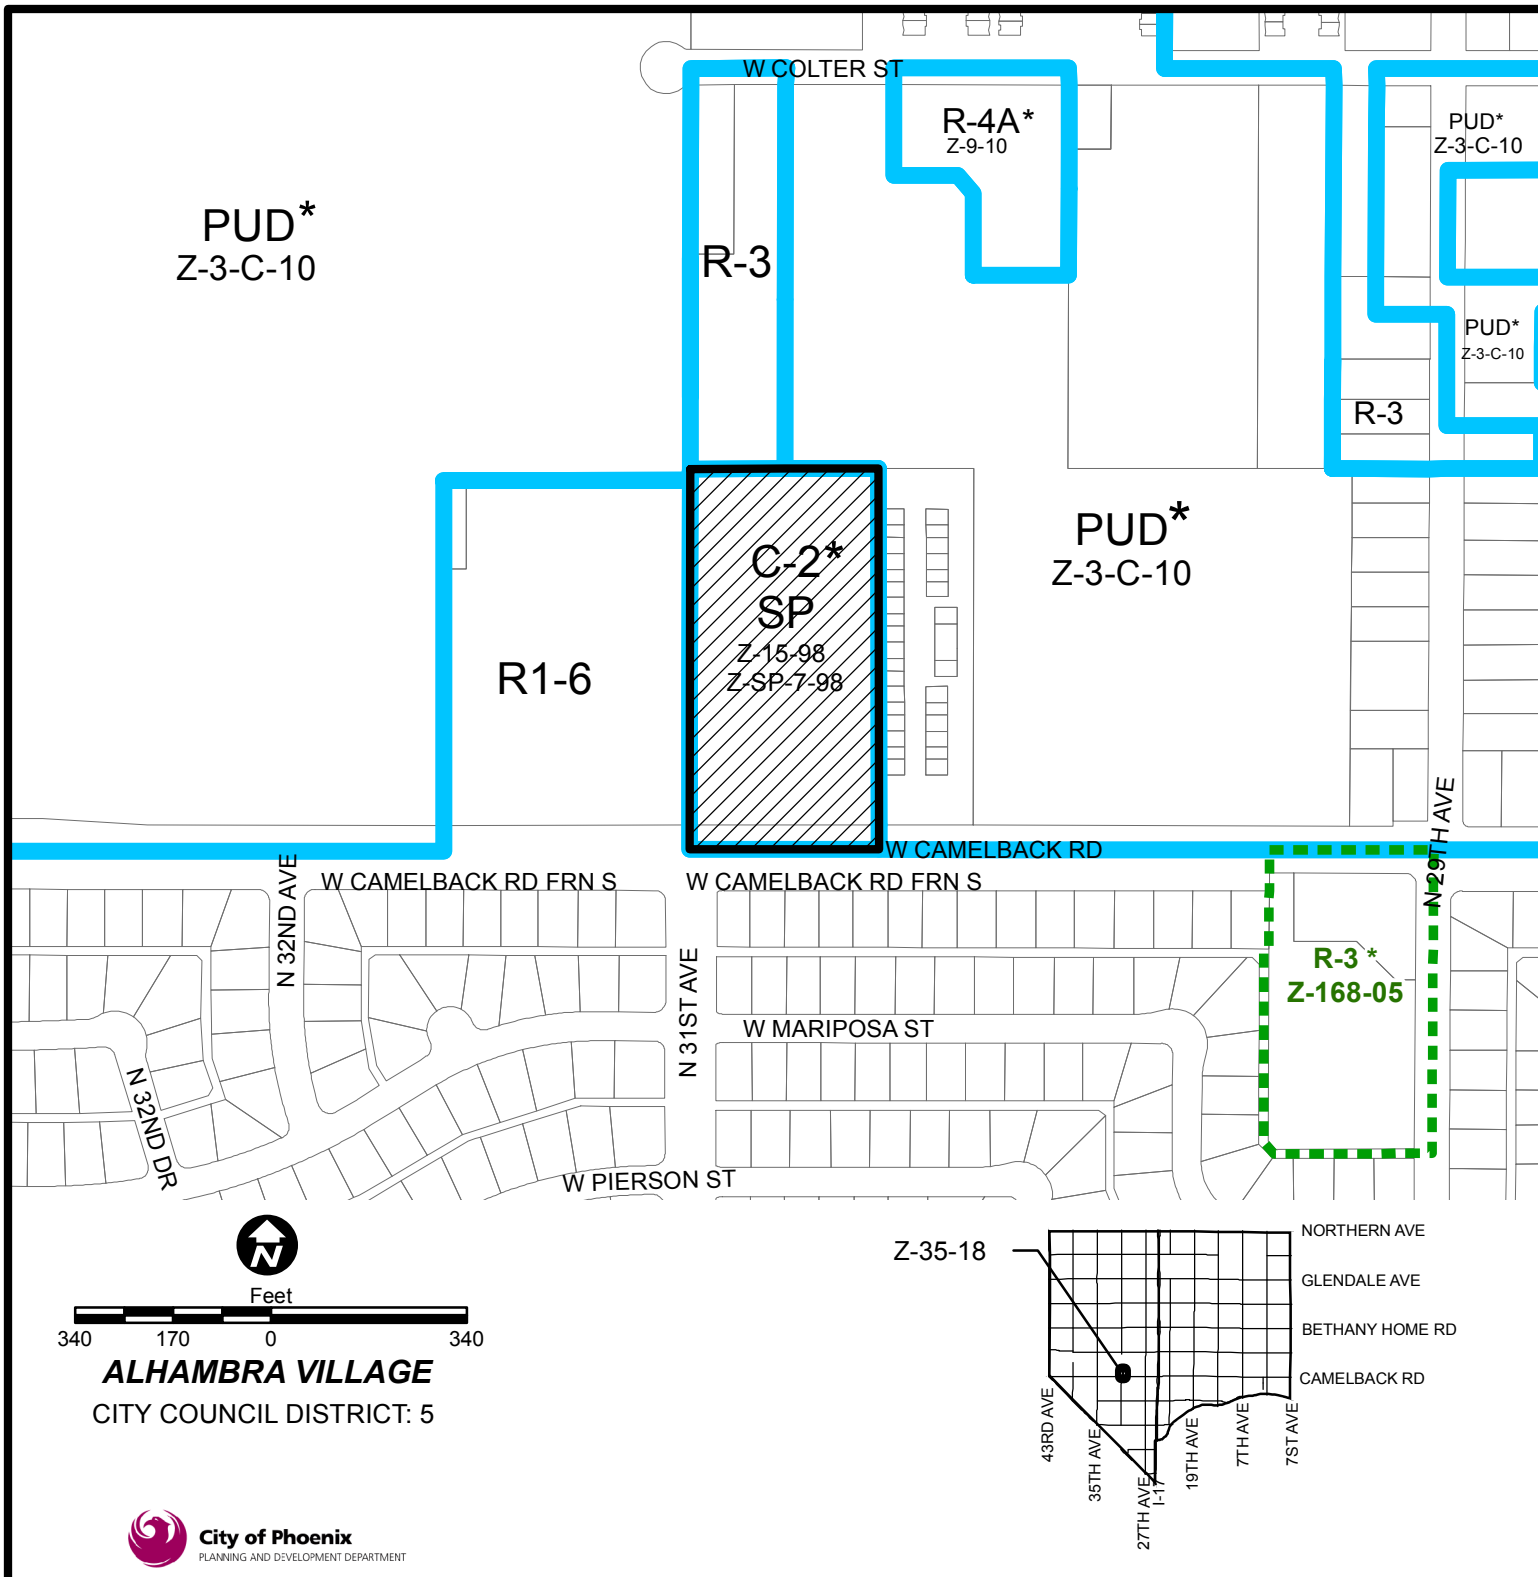 W COLTER ST
R-4A*
Z-9-10
PUD*
Z-3-C-10
PUD*
Z-3-C-10
R-3
PUD*
Z-3-C-10
R-3
C-2*
SP
Z-15-98
Z-SP-7-98
PUD*
Z-3-C-10
R1-6
W CAMELBACK RD
N 29TH AVE
W CAMELBACK RD FRN S
W CAMELBACK RD FRN S
N 32ND AVE
N 31ST AVE
R-3 *
Z-168-05
W MARIPOSA ST
N 32ND DR
W PIERSON ST
N
Feet
340 170 0 340
ALHAMBRA VILLAGE
CITY COUNCIL DISTRICT: 5
Z-35-18
NORTHERN AVE
GLENDALE AVE
BETHANY HOME RD
CAMELBACK RD
43RD AVE
35TH AVE
27TH AVE
I-17
19TH AVE
7TH AVE
7ST AVE
City of Phoenix
PLANNING AND DEVELOPMENT DEPARTMENT